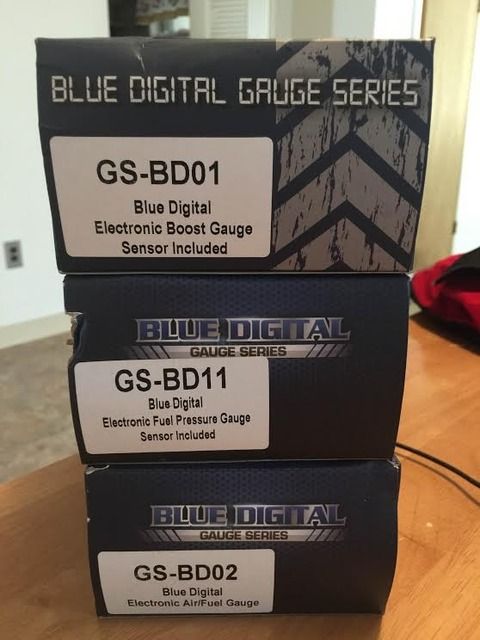 BLUE DIGITAL GAUGE SERIES
GS-BD01
Blue Digital
Electronic Boost Gauge
Sensor Included
BLUE DIGITAL
GAUGE SERIES
GS-BD11
Blue Digital
Electronic Fuel Pressure Gauge
Sensor Included
BLUE DIGITAL
GAUGE SERIES
GS-BD02
Blue Digital
Electronic Air/Fuel Gauge